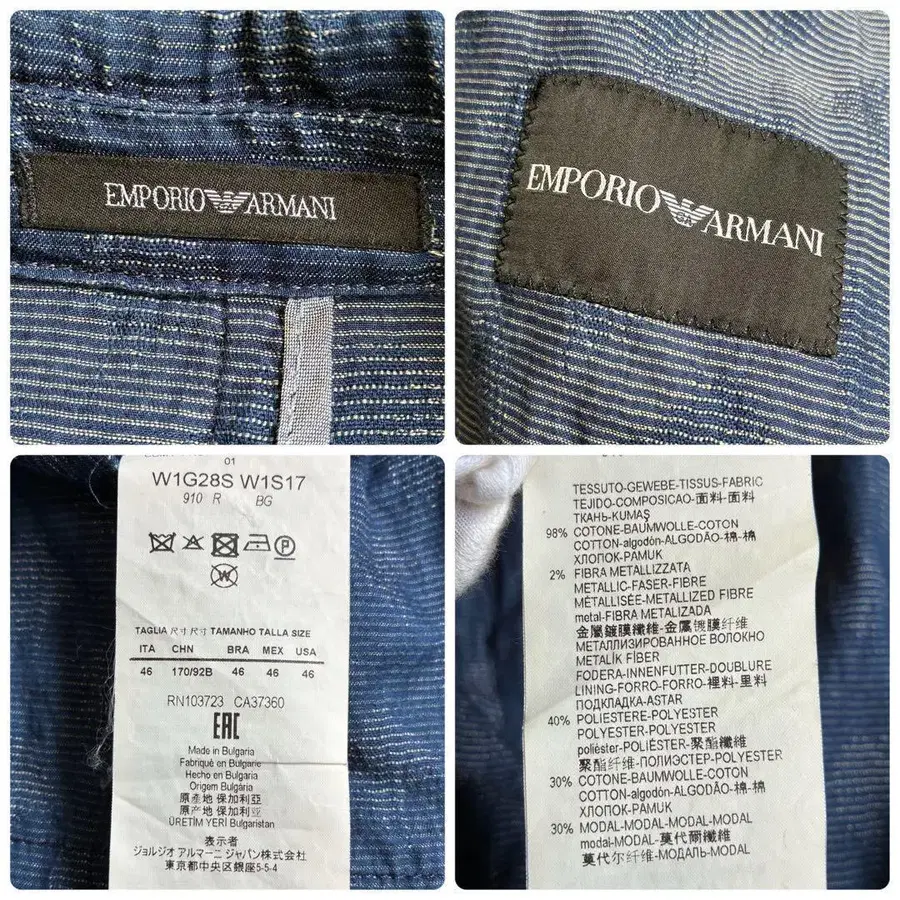 EMPORIO ARMANI
EMPORIO ARMANI
01
W1G28S W1S17
910 R BG
P
W
TAGLIA 尺寸 尺寸 TAMANHO TALLA SIZE
ITA CHN BRA MEX USA
46 170/92B 46 46 46
RN103723 CA37360
EAC
Made in Bulgaria
Fabriqué en Bulgarie
Hecho en Bulgaria
Origem Bulgária
原產地 保加利亞
原产地 保加利亚
ÜRETİM YERİ Bulgaristan
表示者
ジョルジオ アルマーニ ジャパン株式会社
東京都中央区銀座5-5-4
TESSUTO-GEWEBE-TISSUS-FABRIC
TEJIDO-COMPOSICAO-面料-面料
ТКАНЬ-KUMAŞ
98% COTONE-BAUMWOLLE-COTON
COTTON-algodón-ALGODÃO-棉-棉
ХЛОПОК-PAMUK
2% FIBRA METALLIZZATA
METALLIC-FASER-FIBRE
MÉTALLISÉE-METALLIZED FIBRE
metal-FIBRA METALIZADA
金屬鍍膜纖維-金属镀膜纤维
МЕТАЛЛИЗИРОВАННОЕ ВОЛОКНО
METALİK FİBER
FODERA-INNENFUTTER-DOUBLURE
LINING-FORRO-FORRO-裡料-里料
ПОДКЛАДКА-ASTAR
40% POLIESTERE-POLYESTER
POLYESTER-POLYESTER
poliéster-POLIÉSTER-聚酯纖維
聚酯纤维-ПОЛИЭСТЕР-POLYESTER
30% COTONE-BAUMWOLLE-COTON
COTTON-algodón-ALGODÃO-棉-棉
ХЛОПОК-PAMUK
30% MODAL-MODAL-MODAL-MODAL
modal-MODAL-莫代爾纖維
莫代尔纤维-МОДАЛЬ-MODAL